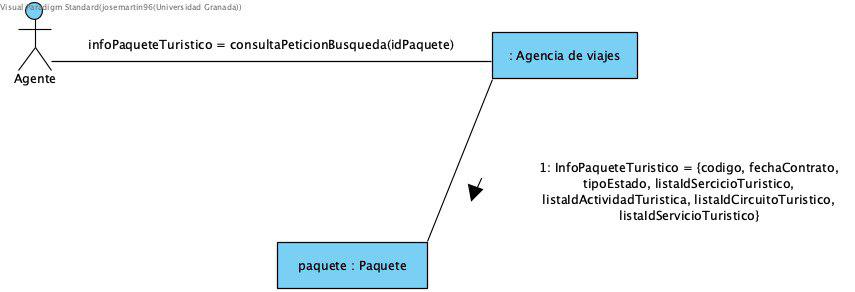 Visual Paradigm Standard(josemartin96(Universidad Granada))
infoPaqueteTuristico = consultaPeticionBusqueda(idPaquete)
: Agencia de viajes
Agente
1: InfoPaqueteTuristico = {codigo, fechaContrato,
tipoEstado, listaIdSercicioTuristico,
listaIdActividadTuristica, listaIdCircuitoTuristico,
listaIdServicioTuristico}
paquete : Paquete